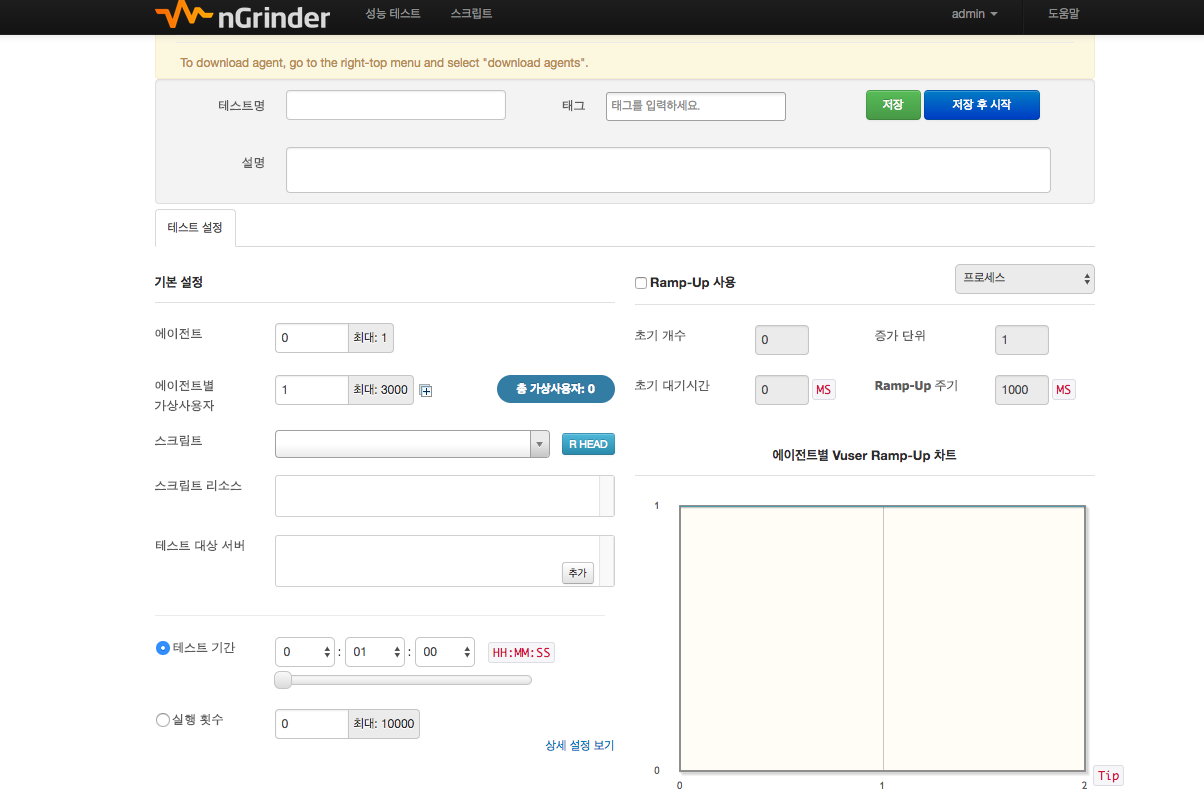 nGrinder
성능 테스트
스크립트
admin
도움말
To download agent, go to the right-top menu and select "download agents".
테스트명
태그
태그를 입력하세요.
저장
저장 후 시작
설명
테스트 설정
기본 설정
에이전트
0
최대: 1
에이전트별
가상사용자
1
최대: 3000
총 가상사용자: 0
스크립트
R HEAD
스크립트 리소스
테스트 대상 서버
추가
테스트 기간
0 : 01 : 00
HH:MM:SS
실행 횟수
0
최대: 10000
상세 설정 보기
Ramp-Up 사용
프로세스
초기 개수
0
증가 단위
1
초기 대기시간
0
MS
Ramp-Up 주기
1000
MS
에이전트별 Vuser Ramp-Up 차트
1
0
0
1
2
Tip